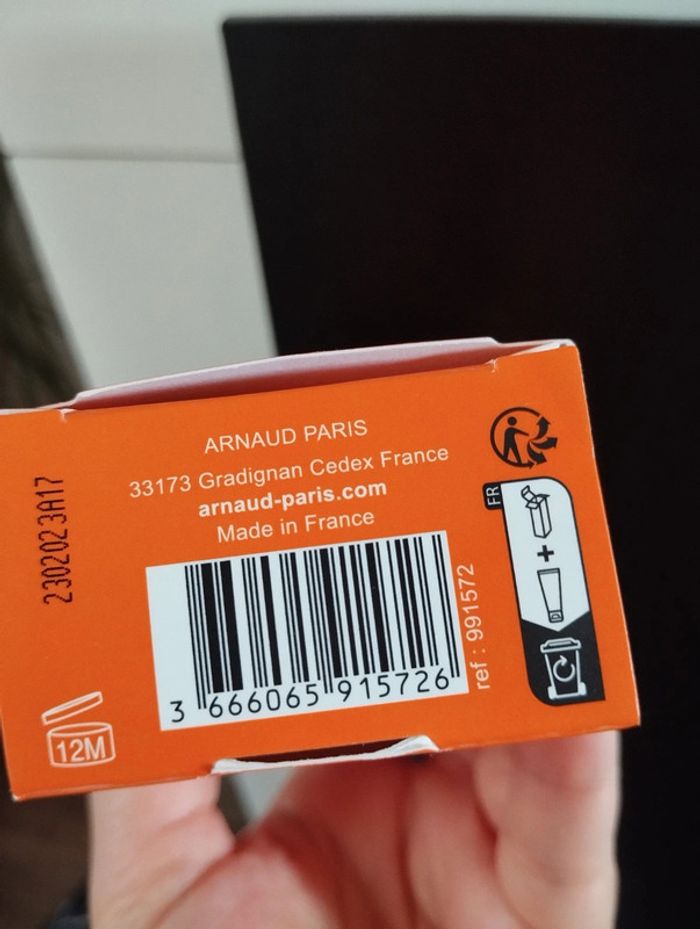 ARNAUD PARIS
33173 Gradignan Cedex France
arnaud-paris.com
Made in France
2302023A17
FR
ref : 991572
3 666065 915726
12M